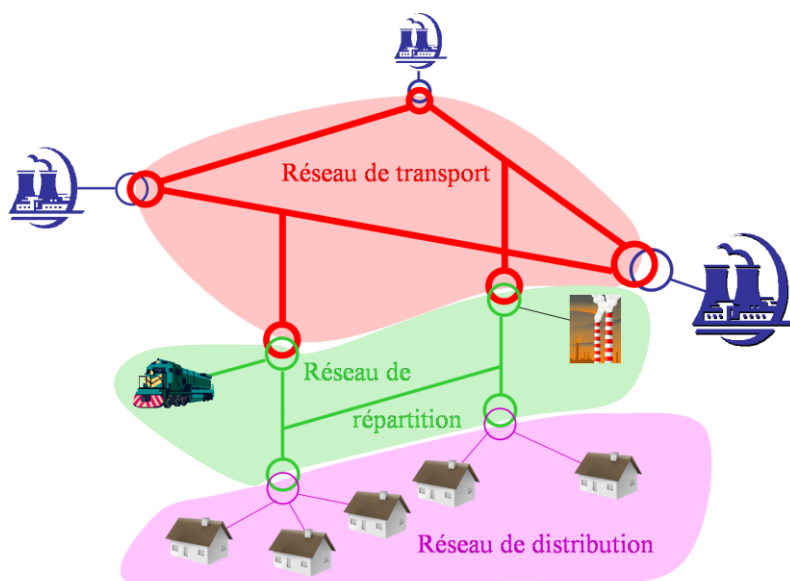 Réseau de transport
Réseau de
répartition
Réseau de distribution